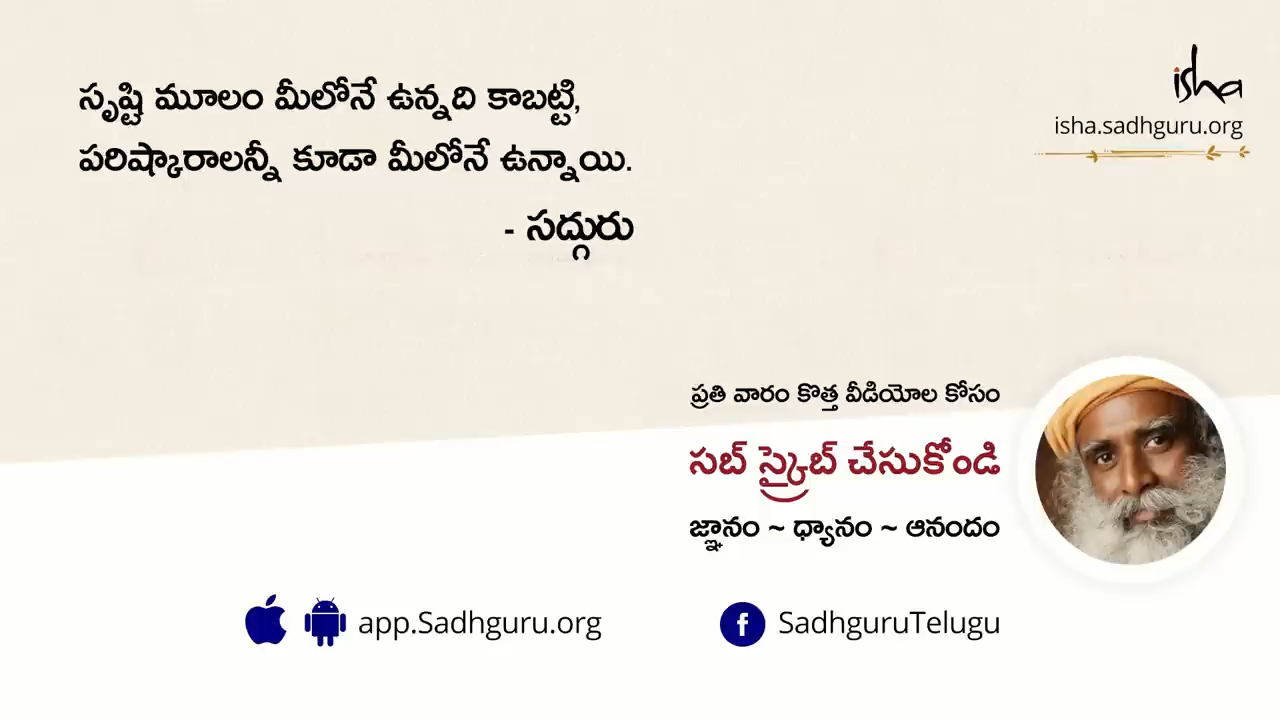 సృష్టి మూలం మీలోనే ఉన్నది కాబట్టి,
పరిష్కారాలన్నీ కూడా మీలోనే ఉన్నాయి.
- సద్గురు
isha
isha.sadhguru.org
ప్రతి వారం కొత్త వీడియోల కోసం
సబ్ స్క్రైబ్ చేసుకోండి
జ్ఞానం ~ ధ్యానం ~ ఆనందం
app.Sadhguru.org
f SadhguruTelugu